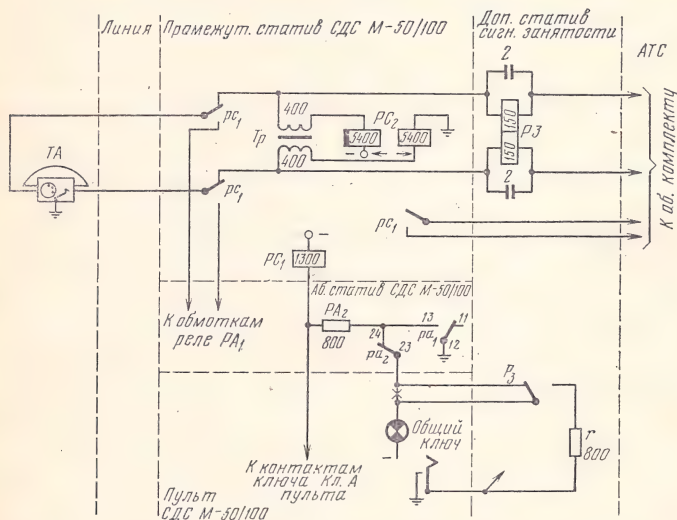 Линия
Промежут. статив СДС М-50/100
Доп. статив
сигн. занятости
АТС
2
рс₁
400
Тр
400
РС₂
5400
5400
150
РЗ
150
2
ТА
рс₁
рс₁
К аб. комплекту
РС₁
1300
Аб. статив СДС М-50/100
К обмоткам
реле РА₁
РА₂
800
24
ра₂
23
13
ра₁
11
12
Р₃
Общий
ключ
r
800
К контактам
ключа Кл. А
пульта
Пульт
СДС М-50/100